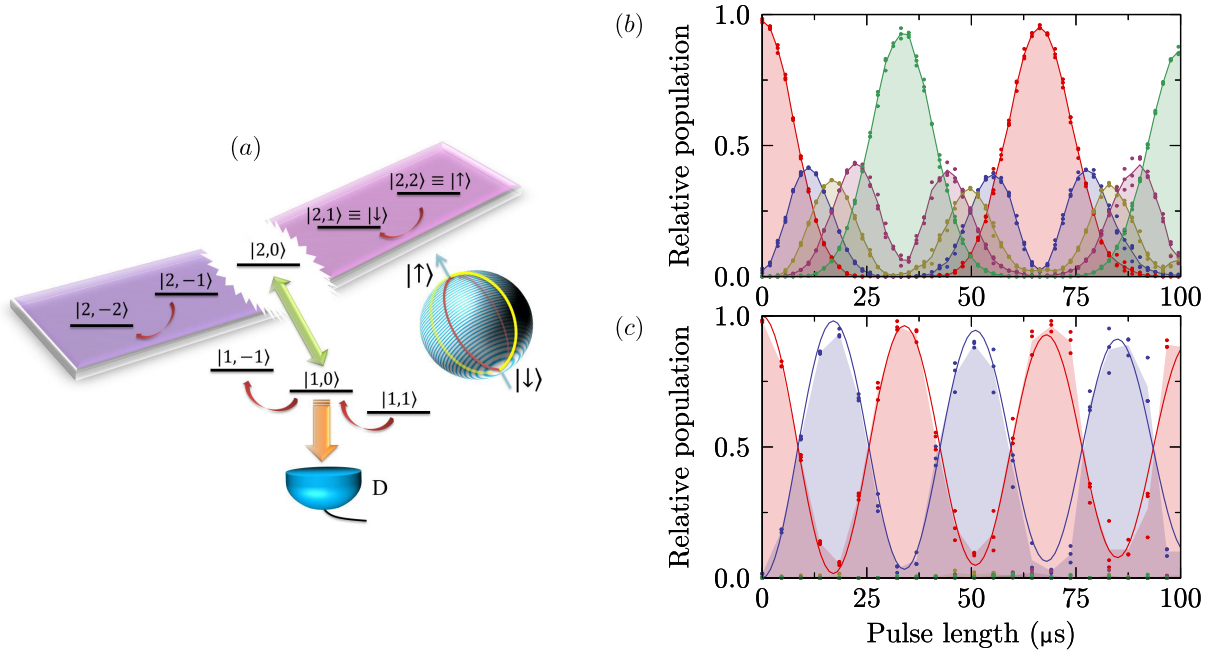 (a)
|2,2⟩ ≡ |↑⟩
|2,1⟩ ≡ |↓⟩
|2,0⟩
|2,−1⟩
|2,−2⟩
|1,−1⟩
|1,0⟩
|1,1⟩
D
|↑⟩
|↓⟩
(b)
Relative population
1.0
0.5
0.0
0 25 50 75 100
(c)
Relative population
1.0
0.5
0.0
0 25 50 75 100
Pulse length (μs)